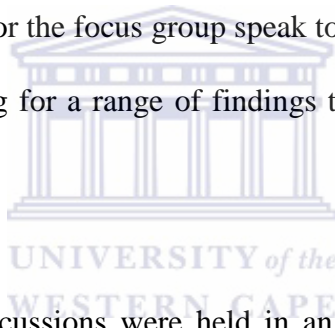 or the focus group speak to
g for a range of findings t
UNIVERSITY of the
WESTERN CAPE
cussions were held in an